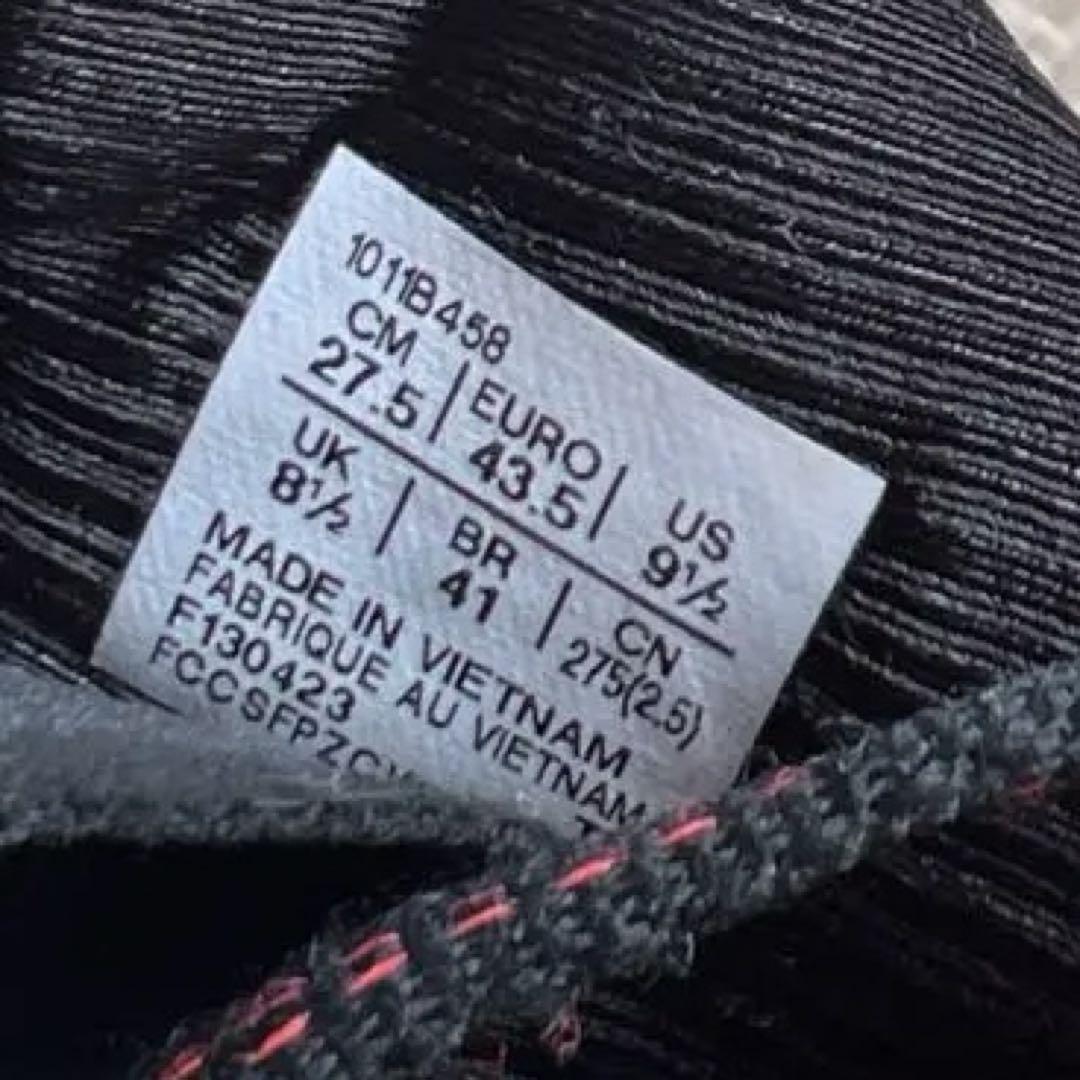 1011B458
CM | EURO | US
27.5 | 43.5 | 9½
UK | BR | CN
8½ | 41 | 275(2.5)
MADE IN VIETNAM
FABRIQUE AU VIETNAM
F130423